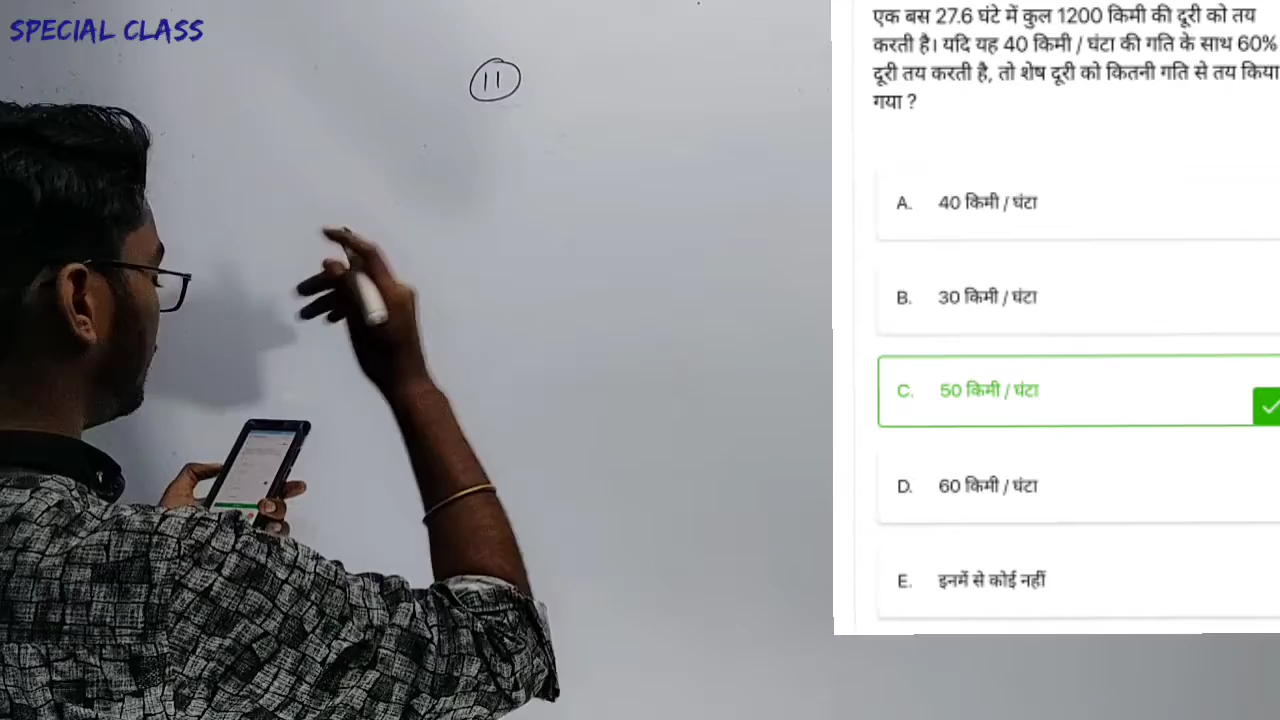 SPECIAL CLASS
11
एक बस 27.6 घंटे में कुल 1200 किमी की दूरी को तय
करती है। यदि यह 40 किमी / घंटा की गति के साथ 60%
दूरी तय करती है, तो शेष दूरी को कितनी गति से तय किया
गया ?
A. 40 किमी / घंटा
B. 30 किमी / घंटा
C. 50 किमी / घंटा
D. 60 किमी / घंटा
E. इनमें से कोई नहीं